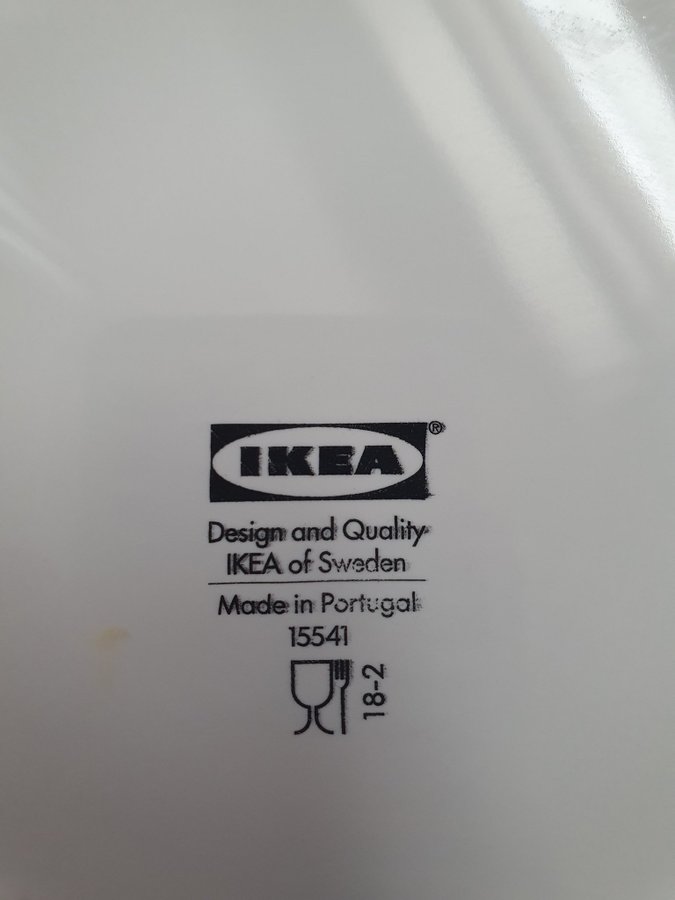 IKEA®
Design and Quality
IKEA of Sweden
Made in Portugal
15541
18-2